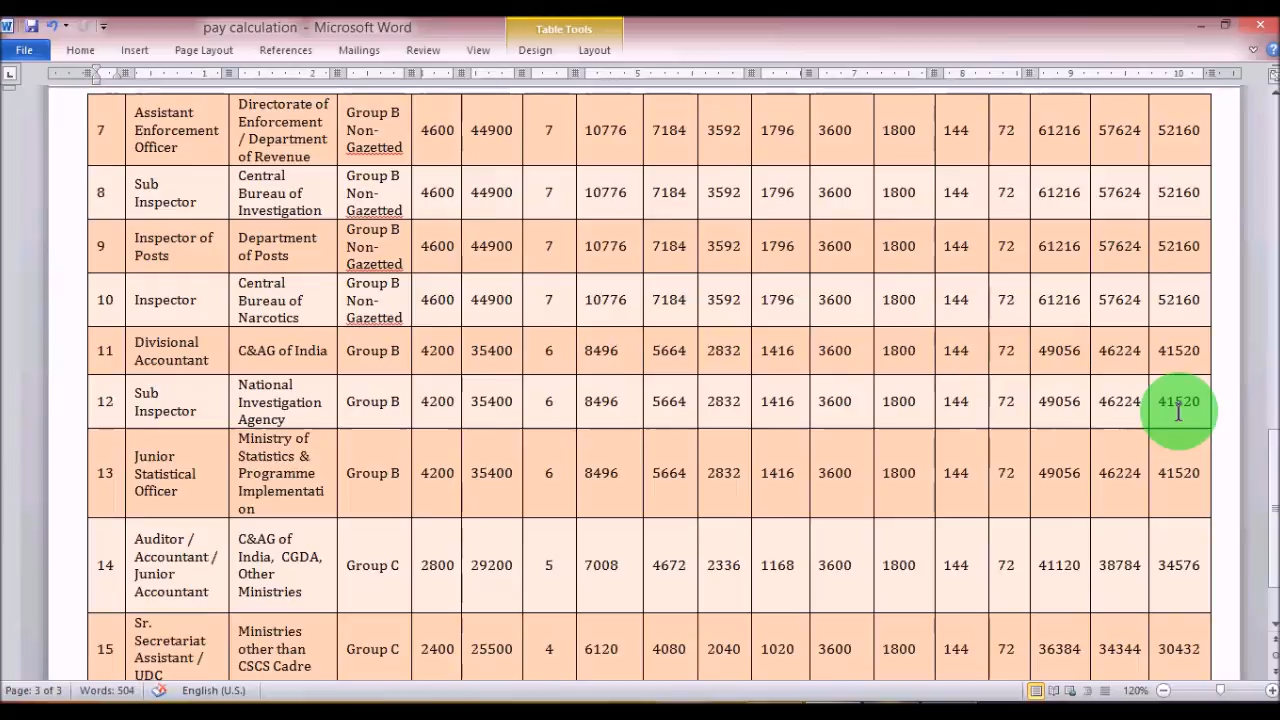 pay calculation - Microsoft Word
Table Tools
File Home Insert Page Layout References Mailings Review View Design Layout
1 2 5 7 8 9 10
7 Assistant Enforcement Officer Directorate of Enforcement / Department of Revenue Group B Non-Gazetted 4600 44900 7 10776 7184 3592 1796 3600 1800 144 72 61216 57624 52160
8 Sub Inspector Central Bureau of Investigation Group B Non-Gazetted 4600 44900 7 10776 7184 3592 1796 3600 1800 144 72 61216 57624 52160
9 Inspector of Posts Department of Posts Group B Non-Gazetted 4600 44900 7 10776 7184 3592 1796 3600 1800 144 72 61216 57624 52160
10 Inspector Central Bureau of Narcotics Group B Non-Gazetted 4600 44900 7 10776 7184 3592 1796 3600 1800 144 72 61216 57624 52160
11 Divisional Accountant C&AG of India Group B 4200 35400 6 8496 5664 2832 1416 3600 1800 144 72 49056 46224 41520
12 Sub Inspector National Investigation Agency Group B 4200 35400 6 8496 5664 2832 1416 3600 1800 144 72 49056 46224 41520
13 Junior Statistical Officer Ministry of Statistics & Programme Implementati on Group B 4200 35400 6 8496 5664 2832 1416 3600 1800 144 72 49056 46224 41520
14 Auditor / Accountant / Junior Accountant C&AG of India, CGDA, Other Ministries Group C 2800 29200 5 7008 4672 2336 1168 3600 1800 144 72 41120 38784 34576
15 Sr. Secretariat Assistant / UDC Ministries other than CSCS Cadre Group C 2400 25500 4 6120 4080 2040 1020 3600 1800 144 72 36384 34344 30432
Page: 3 of 3 Words: 504 English (U.S.) 120%